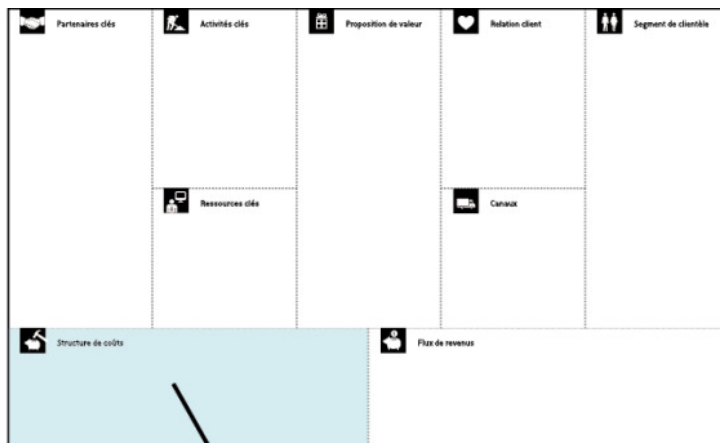 Partenaires clés
Activités clés
Proposition de valeur
Relation client
Segment de clientèle
Ressources clés
Canaux
Structure de coûts
Flux de revenus